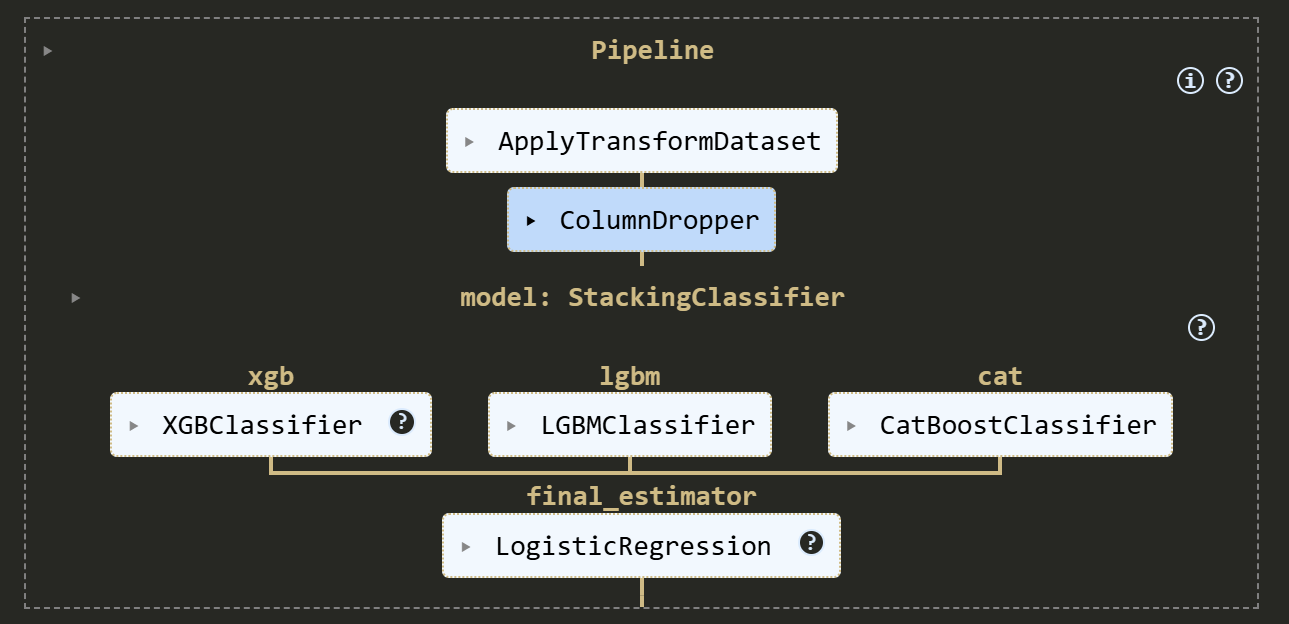 Pipeline
i ?
ApplyTransformDataset
ColumnDropper
model: StackingClassifier
?
xgb lgbm cat
XGBClassifier ? LGBMClassifier CatBoostClassifier
final_estimator
LogisticRegression ?